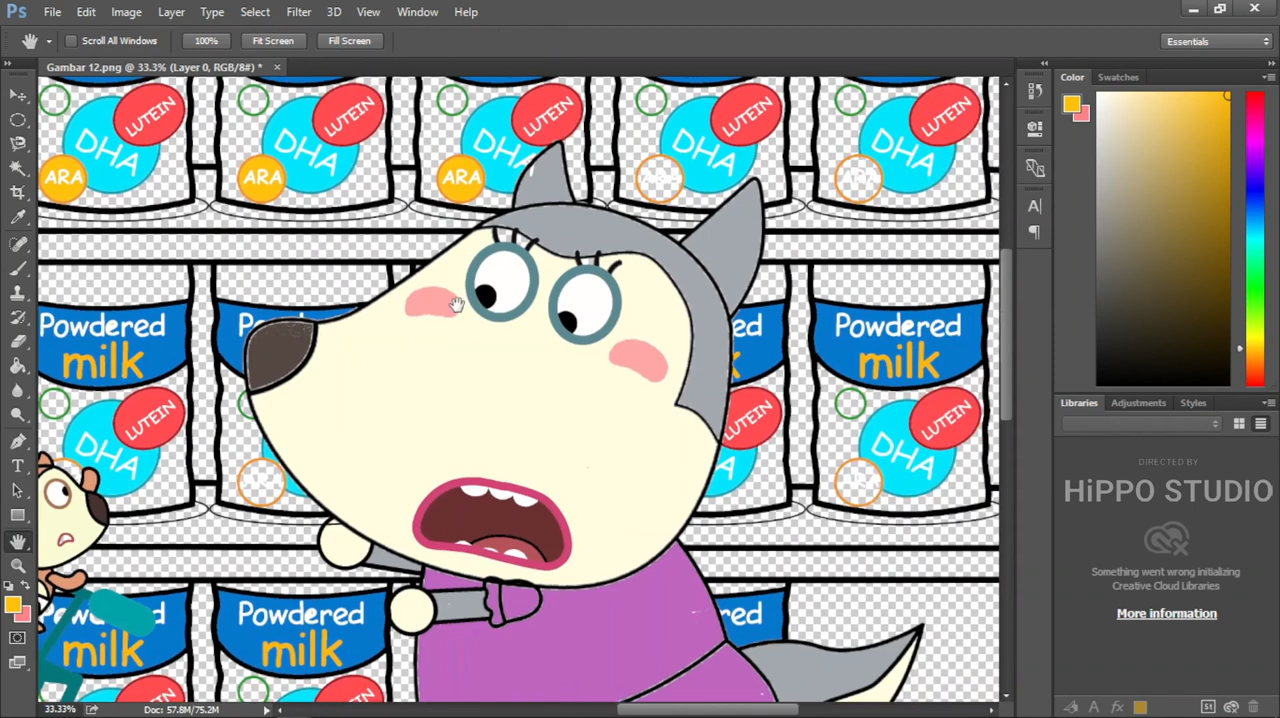 Ps File Edit Image Layer Type Select Filter 3D View Window Help
Scroll All Windows 100% Fit Screen Fill Screen Essentials
Gambar 12.png @ 33.3% (Layer 0, RGB/8#) * ×
Color Swatches
DHA LUTEIN ARA
DHA LUTEIN ARA
DHA LUTEIN ARA
DHA LUTEIN ARA
DHA LUTEIN ARA
Powdered
milk
DHA LUTEIN
Powdered
milk
DHA LUTEIN
Libraries Adjustments Styles
DIRECTED BY
HiPPO STUDIO
Something went wrong initializing
Creative Cloud Libraries
More information
Powdered
milk
Powdered
milk
33.33% Doc: 57.8M/75.2M